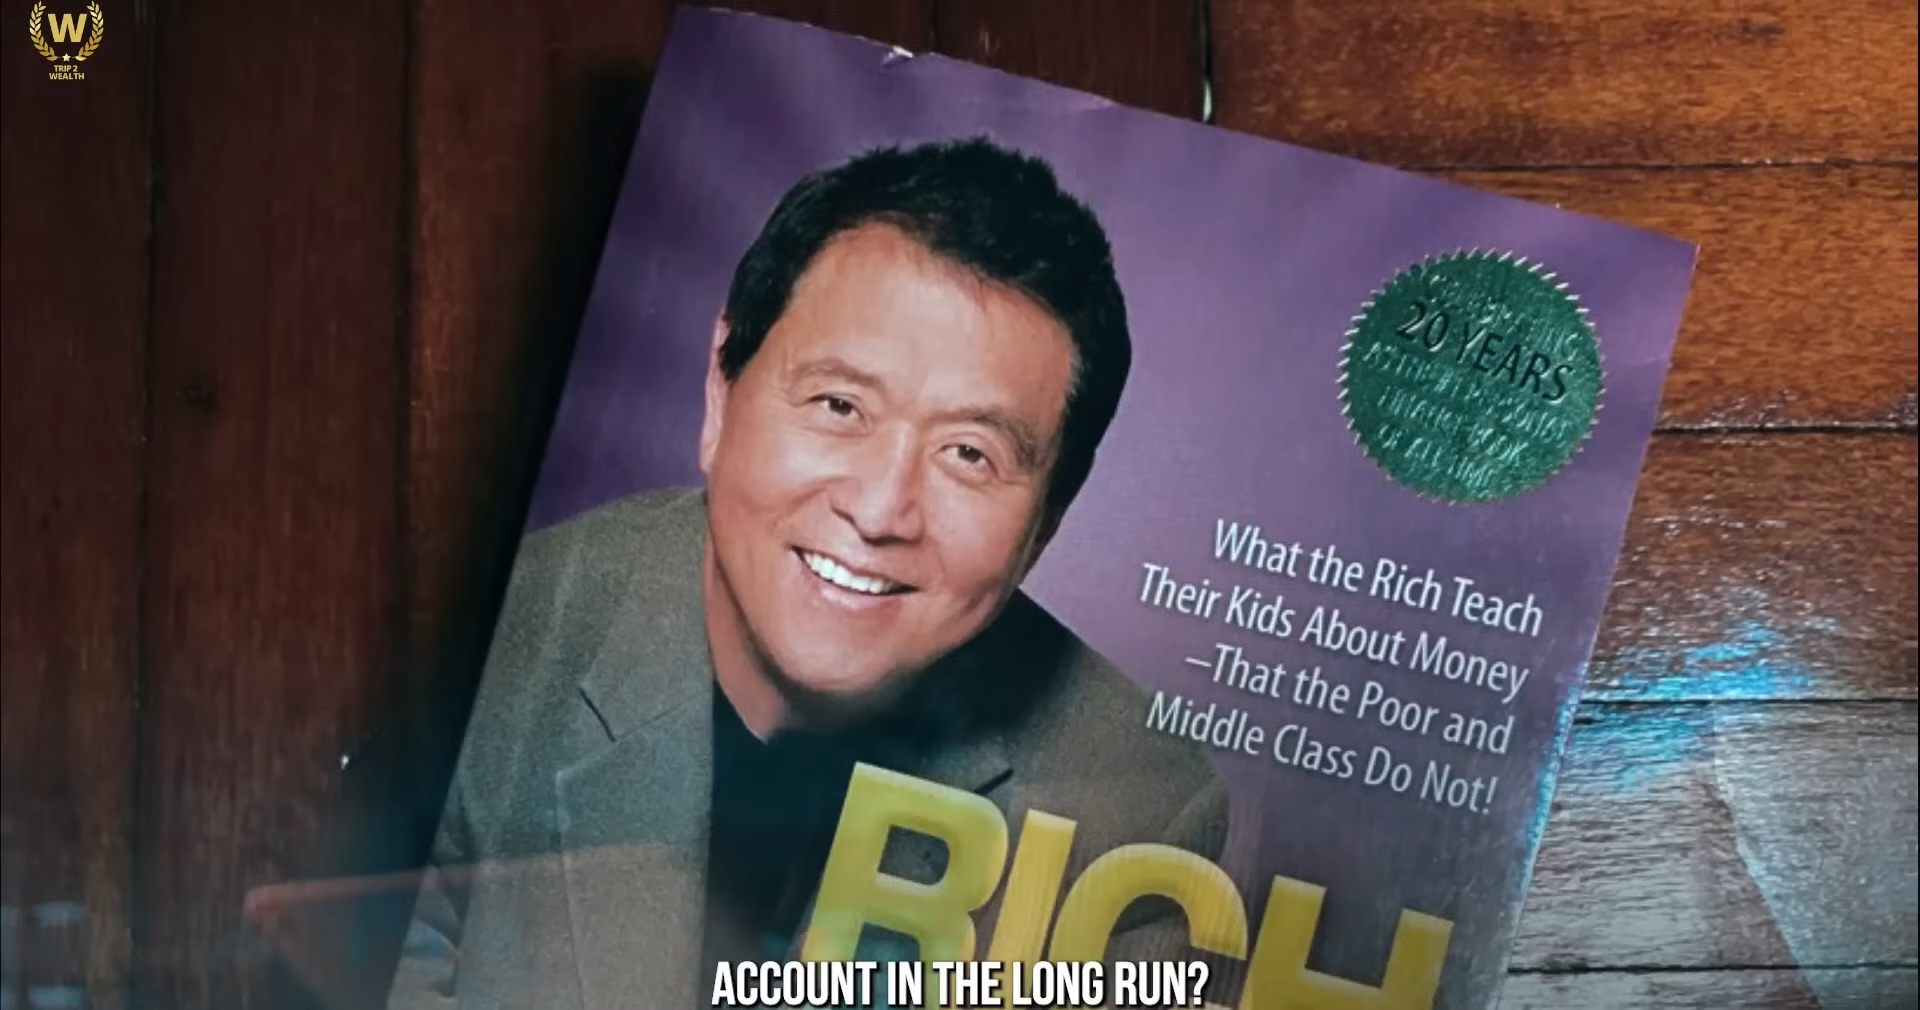 W
TRIP 2
WEALTH
20 YEARS
What the Rich Teach
Their Kids About Money
–That the Poor and
Middle Class Do Not!
RICH
ACCOUNT IN THE LONG RUN?